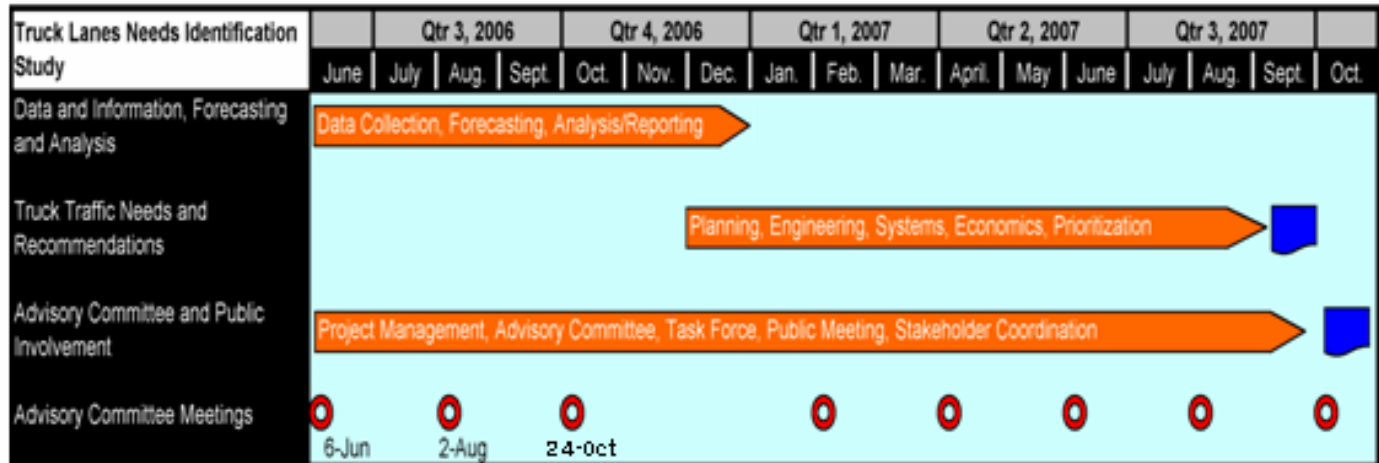 Truck Lanes Needs Identification
Study
Qtr 3, 2006 Qtr 4, 2006 Qtr 1, 2007 Qtr 2, 2007 Qtr 3, 2007
June July Aug. Sept. Oct. Nov. Dec. Jan. Feb. Mar. April. May June July Aug. Sept. Oct.
Data and Information, Forecasting
and Analysis
Data Collection, Forecasting, Analysis/Reporting
Truck Traffic Needs and
Recommendations
Planning, Engineering, Systems, Economics, Prioritization
Advisory Committee and Public
Involvement
Project Management, Advisory Committee, Task Force, Public Meeting, Stakeholder Coordination
Advisory Committee Meetings
6-Jun 2-Aug 24-Oct